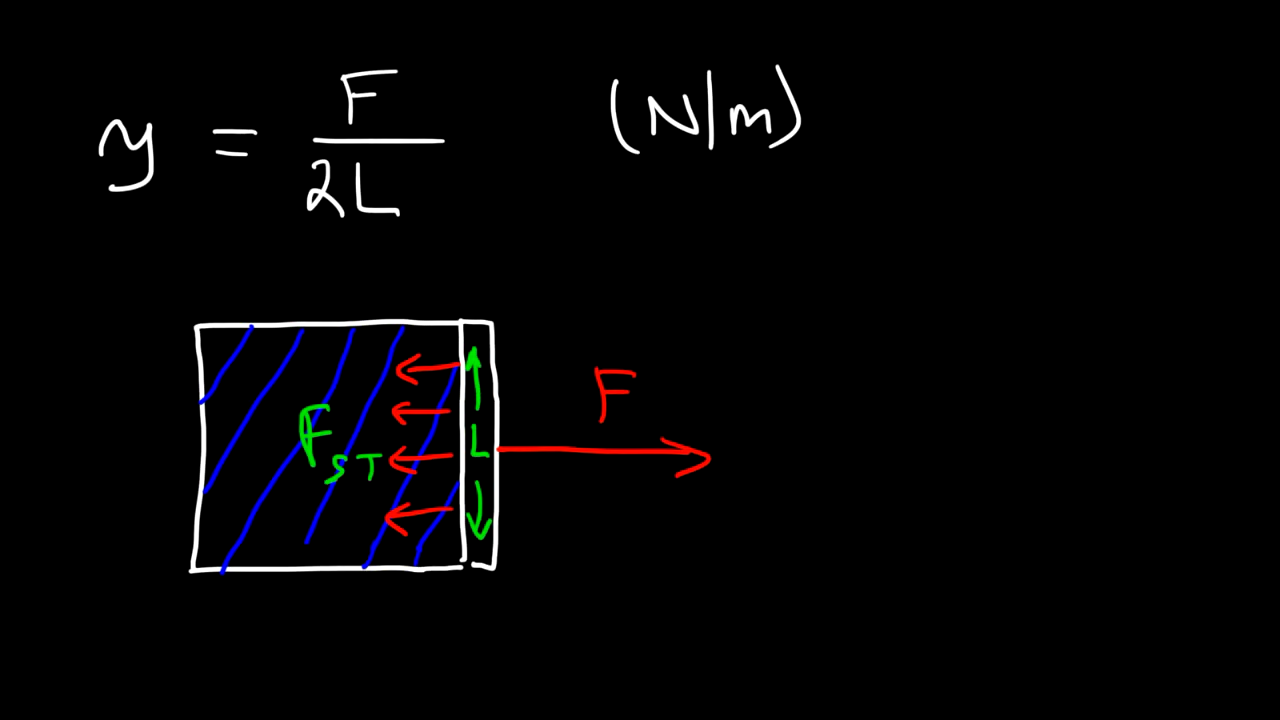 γ = F / 2L (N/m)
F
F_ST
L